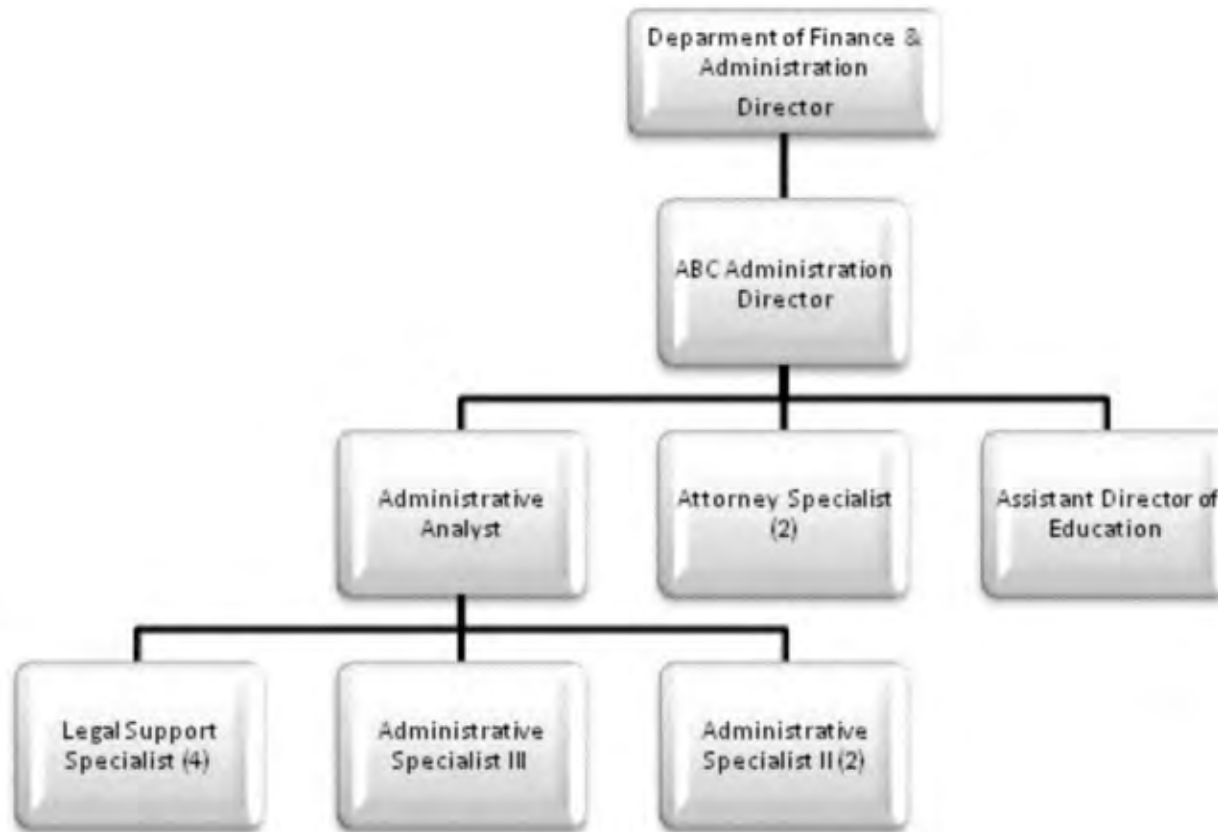 Deparment of Finance &
Administration
Director
ABC Administration
Director
Administrative
Analyst
Attorney Specialist
(2)
Assistant Director of
Education
Legal Support
Specialist (4)
Administrative
Specialist III
Administrative
Specialist II (2)